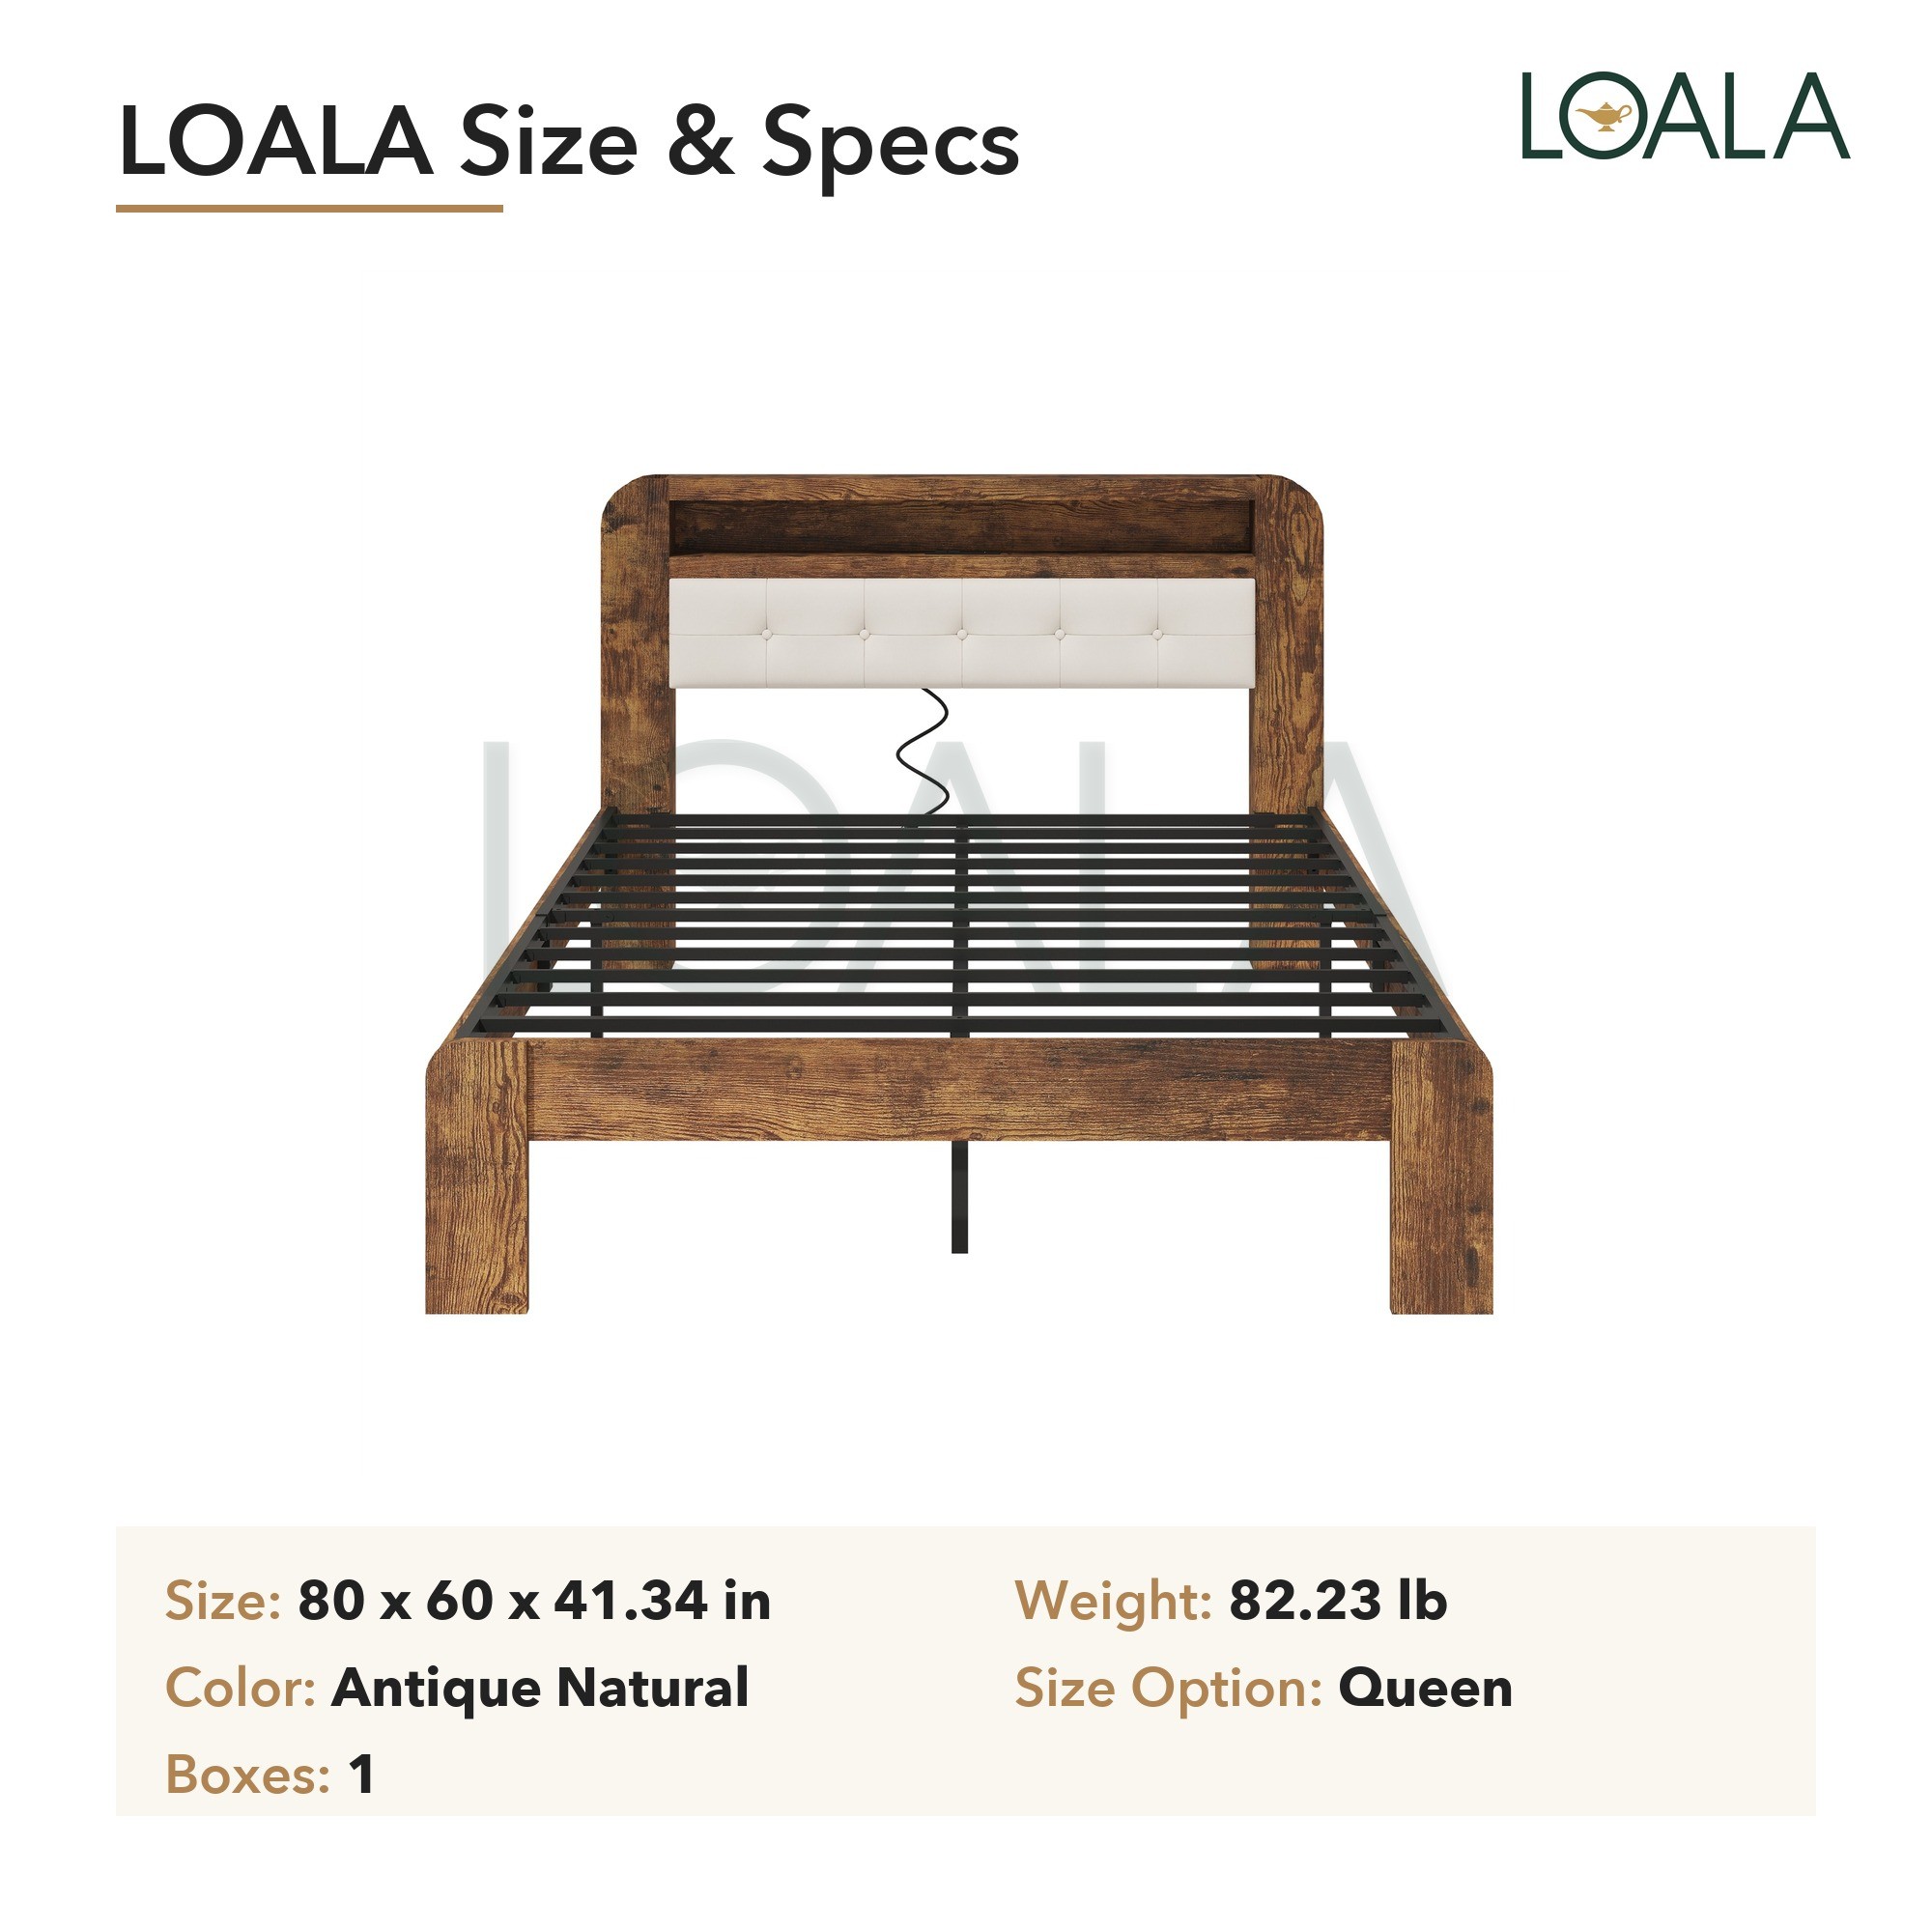 LOALA Size & Specs
LOALA
LOALA
Size: 80 x 60 x 41.34 in
Weight: 82.23 lb
Color: Antique Natural
Size Option: Queen
Boxes: 1